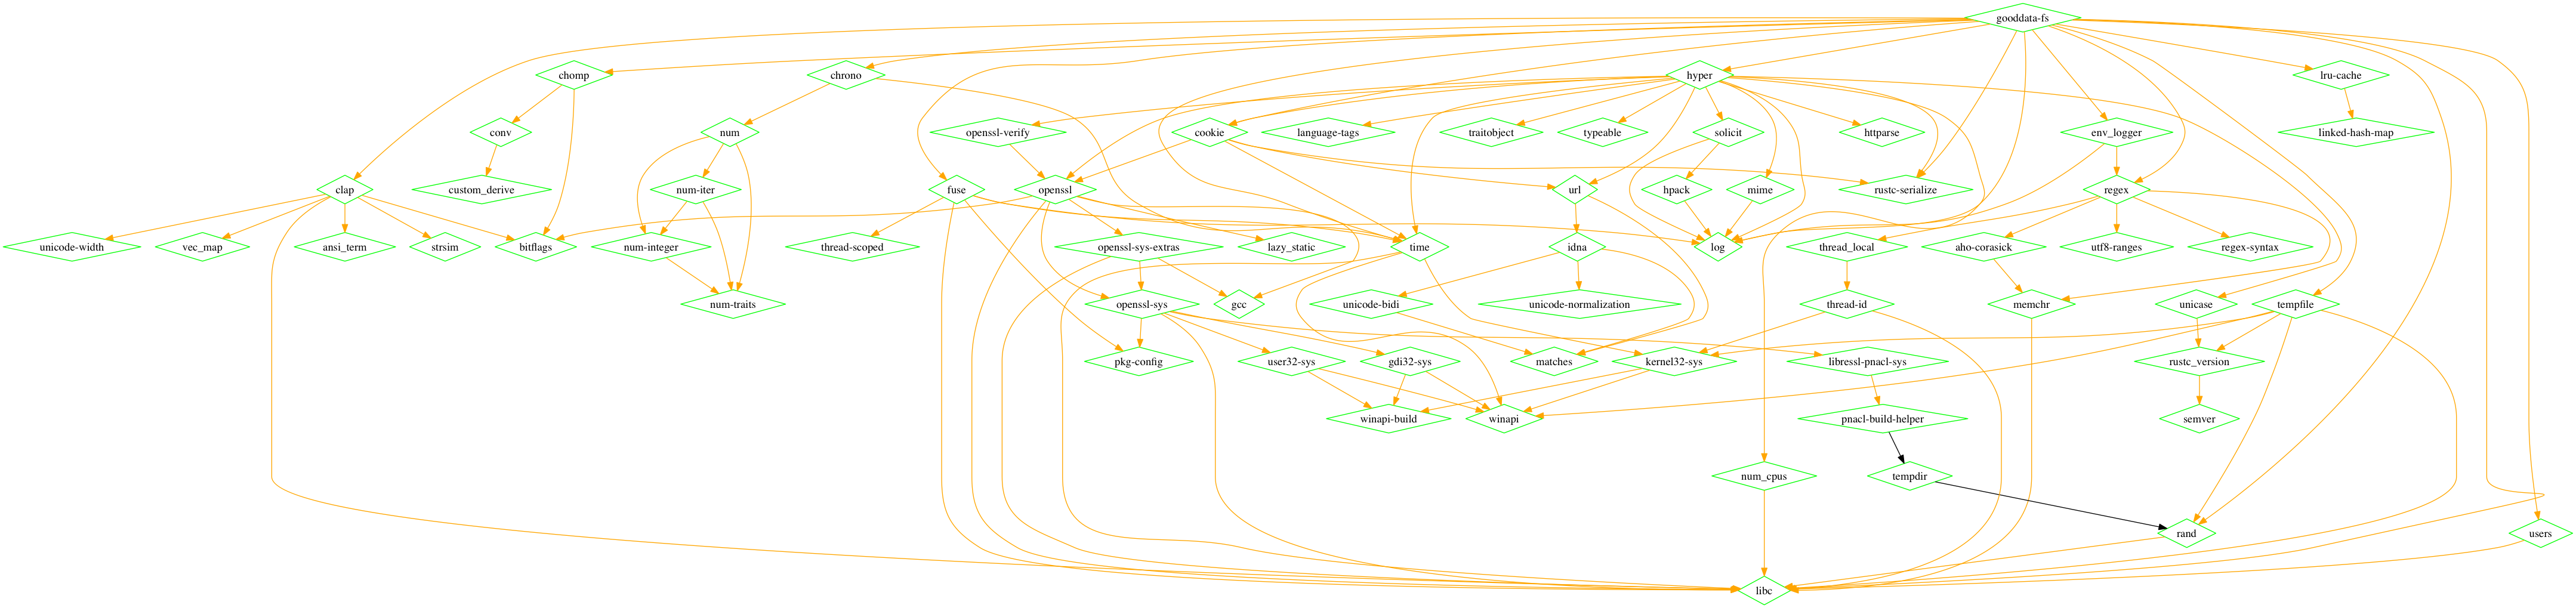 gooddata-fs
chomp
chrono
hyper
lru-cache
conv
num
openssl-verify
cookie
language-tags
traitobject
typeable
solicit
httparse
env_logger
linked-hash-map
clap
custom_derive
num-iter
fuse
openssl
url
hpack
mime
rustc-serialize
regex
unicode-width
vec_map
ansi_term
strsim
bitflags
num-integer
thread-scoped
openssl-sys-extras
lazy_static
time
idna
log
thread_local
aho-corasick
utf8-ranges
regex-syntax
num-traits
openssl-sys
gcc
unicode-bidi
unicode-normalization
thread-id
memchr
unicase
tempfile
pkg-config
user32-sys
gdi32-sys
matches
kernel32-sys
libressl-pnacl-sys
rustc_version
winapi-build
winapi
pnacl-build-helper
semver
num_cpus
tempdir
rand
users
libc